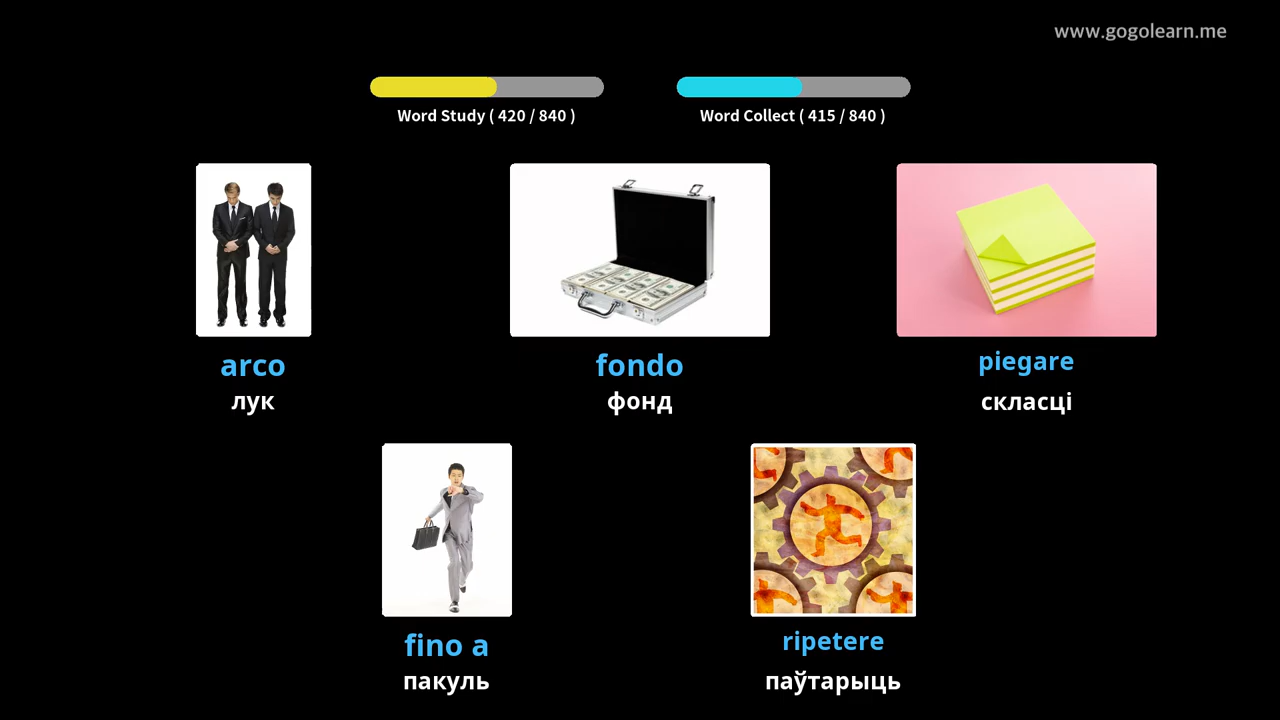 www.gogolearn.me
Word Study ( 420 / 840 )
Word Collect ( 415 / 840 )
arco
лук
fondo
фонд
piegare
скласці
fino a
пакуль
ripetere
паўтарыць